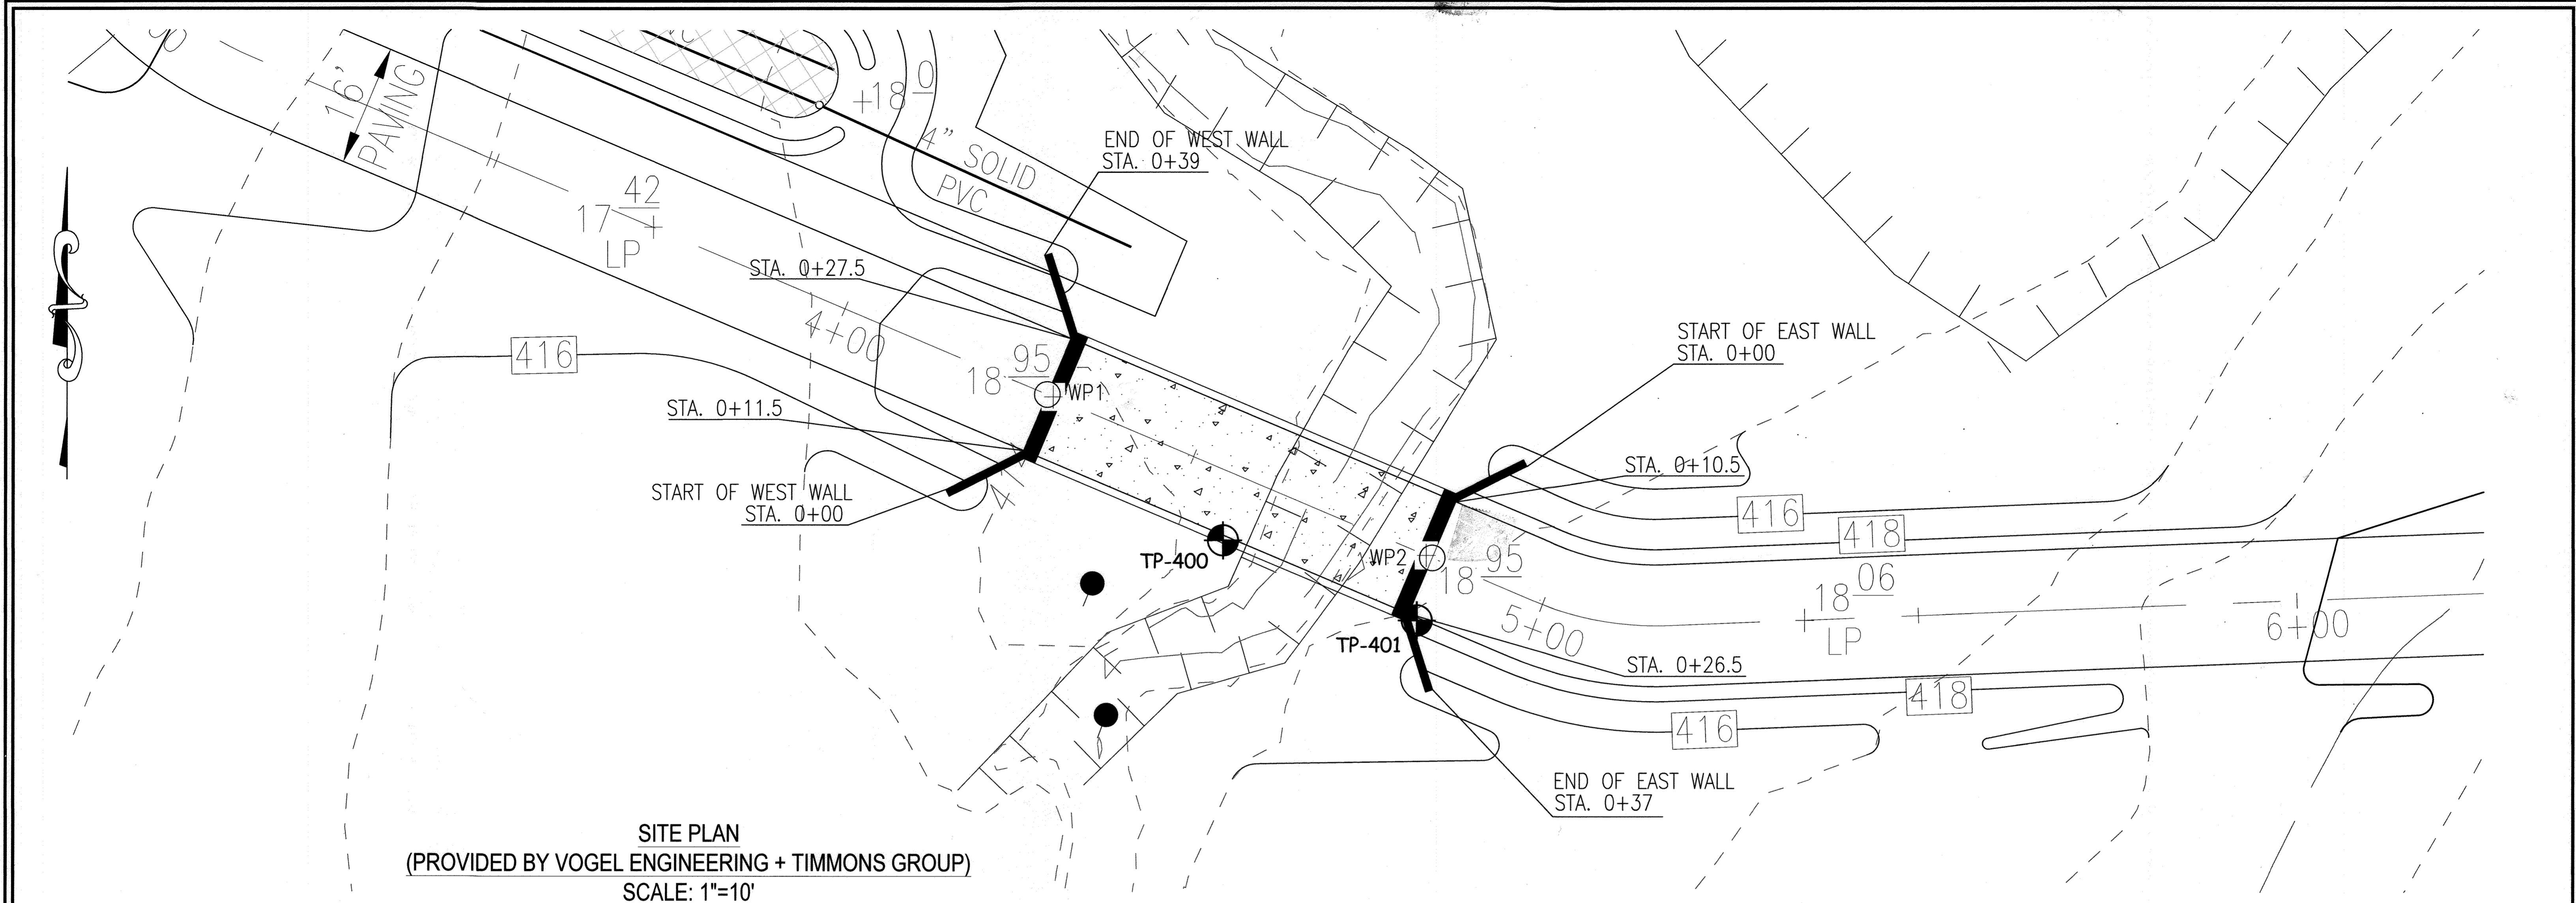 16'
PAVING
+18 0
4" SOLID
PVC
END OF WEST WALL
STA. 0+39
17 42
LP
STA. 0+27.5
4+00
416
18 95
WP1
STA. 0+11.5
START OF WEST WALL
STA. 0+00
START OF EAST WALL
STA. 0+00
STA. 0+10.5
416
418
TP-400
WP2
18 95
5+00
+18 06
LP
6+00
TP-401
STA. 0+26.5
418
416
END OF EAST WALL
STA. 0+37
SITE PLAN
(PROVIDED BY VOGEL ENGINEERING + TIMMONS GROUP)
SCALE: 1"=10'